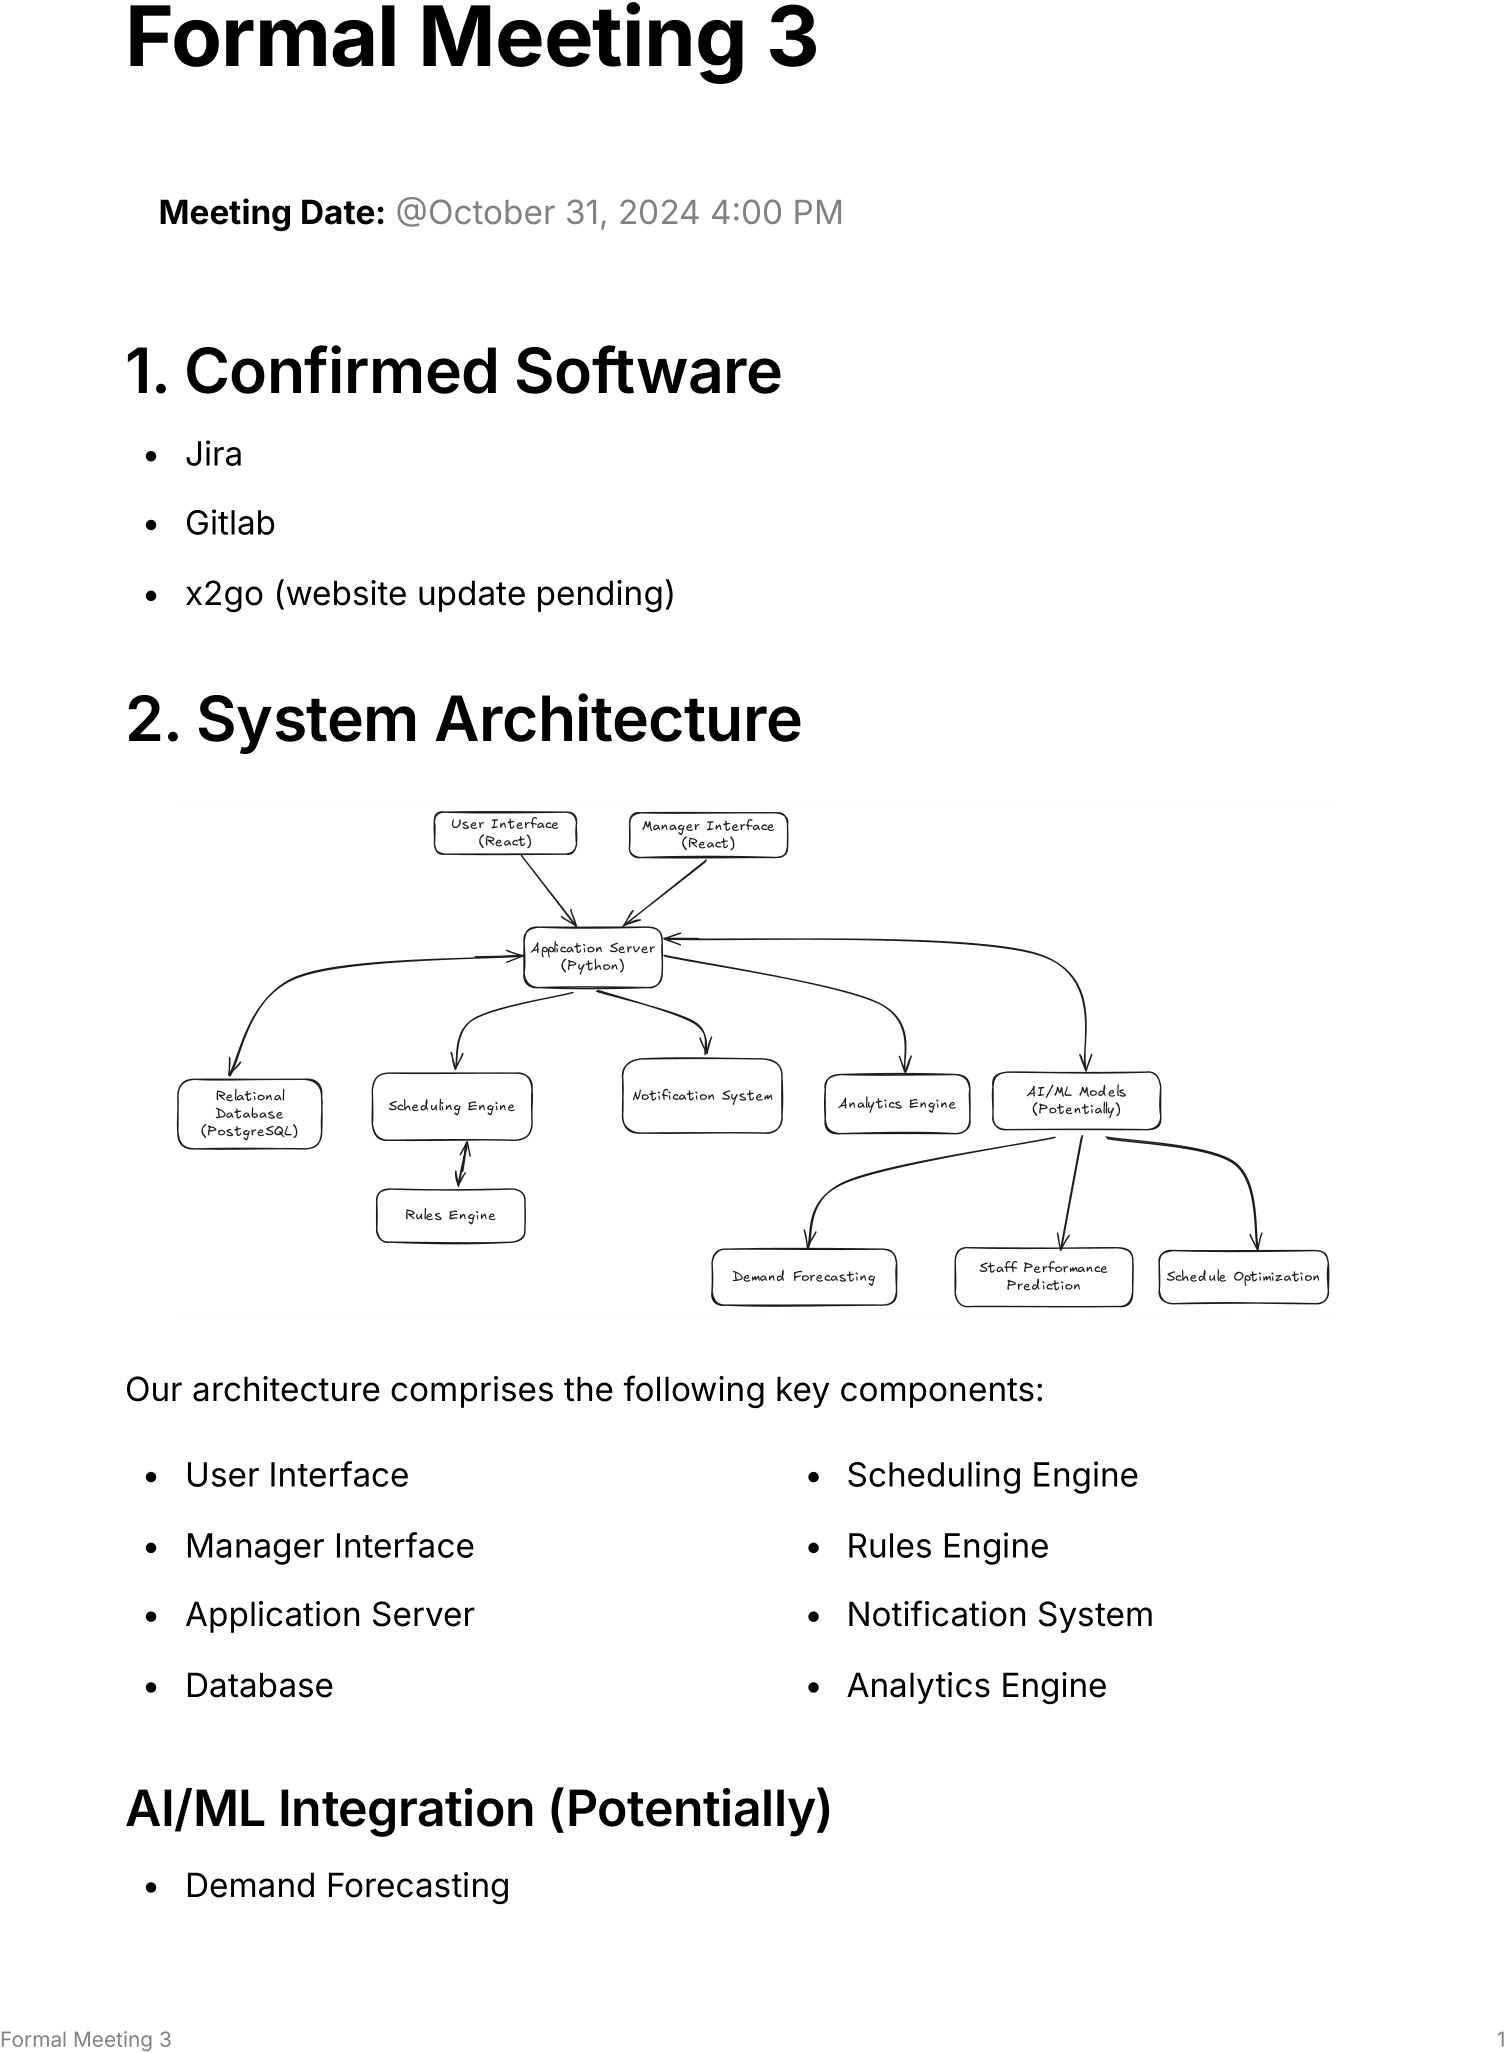 Formal Meeting 3
Meeting Date: @October 31, 2024 4:00 PM
1. Confirmed Software
• Jira
• Gitlab
• x2go (website update pending)
2. System Architecture
User Interface
(React)
Manager Interface
(React)
Application Server
(Python)
Relational
Database
(PostgreSQL)
Scheduling Engine
Notification System
Analytics Engine
AI/ML Models
(Potentially)
Rules Engine
Demand Forecasting
Staff Performance
Prediction
Schedule Optimization
Our architecture comprises the following key components:
• User Interface
• Manager Interface
• Application Server
• Database
• Scheduling Engine
• Rules Engine
• Notification System
• Analytics Engine
AI/ML Integration (Potentially)
• Demand Forecasting
Formal Meeting 3
1